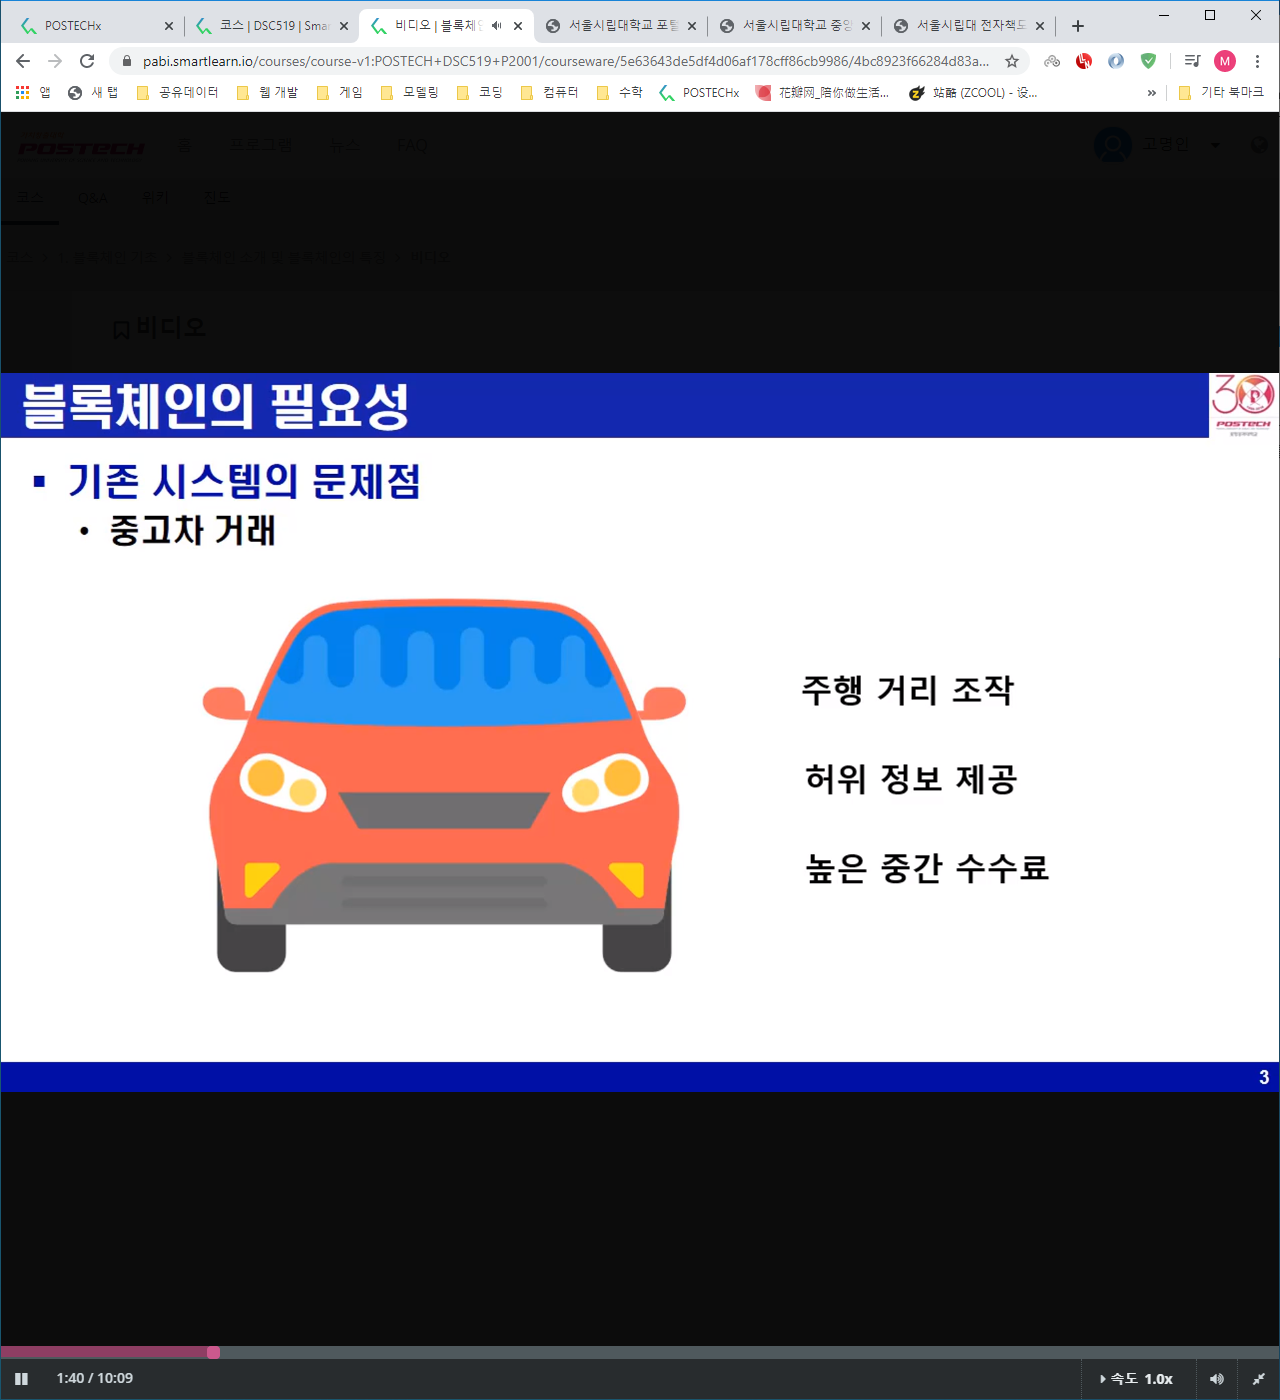 POSTECHx
코스 | DSC519 | Smar
비디오 | 블록체인
서울시립대학교 포털
서울시립대학교 중앙
서울시립대 전자책도
pabi.smartlearn.io/courses/course-v1:POSTECH+DSC519+P2001/courseware/5e63643de5df4d06af178cff86cb9986/4bc8923f66284d83a...
M
앱
새 탭
공유데이터
웹 개발
게임
모델링
코딩
컴퓨터
수학
POSTECHx
花瓣网_陪你做生活...
站酷 (ZCOOL) - 设...
»
기타 북마크
POSTECH
홈
프로그램
뉴스
FAQ
고영인
코스
Q&A
위키
진도
비디오
비디오
블록체인의 필요성
30
POSTECH
기존 시스템의 문제점
중고차 거래
주행 거리 조작
허위 정보 제공
높은 중간 수수료
3
1:40 / 10:09
속도 1.0x